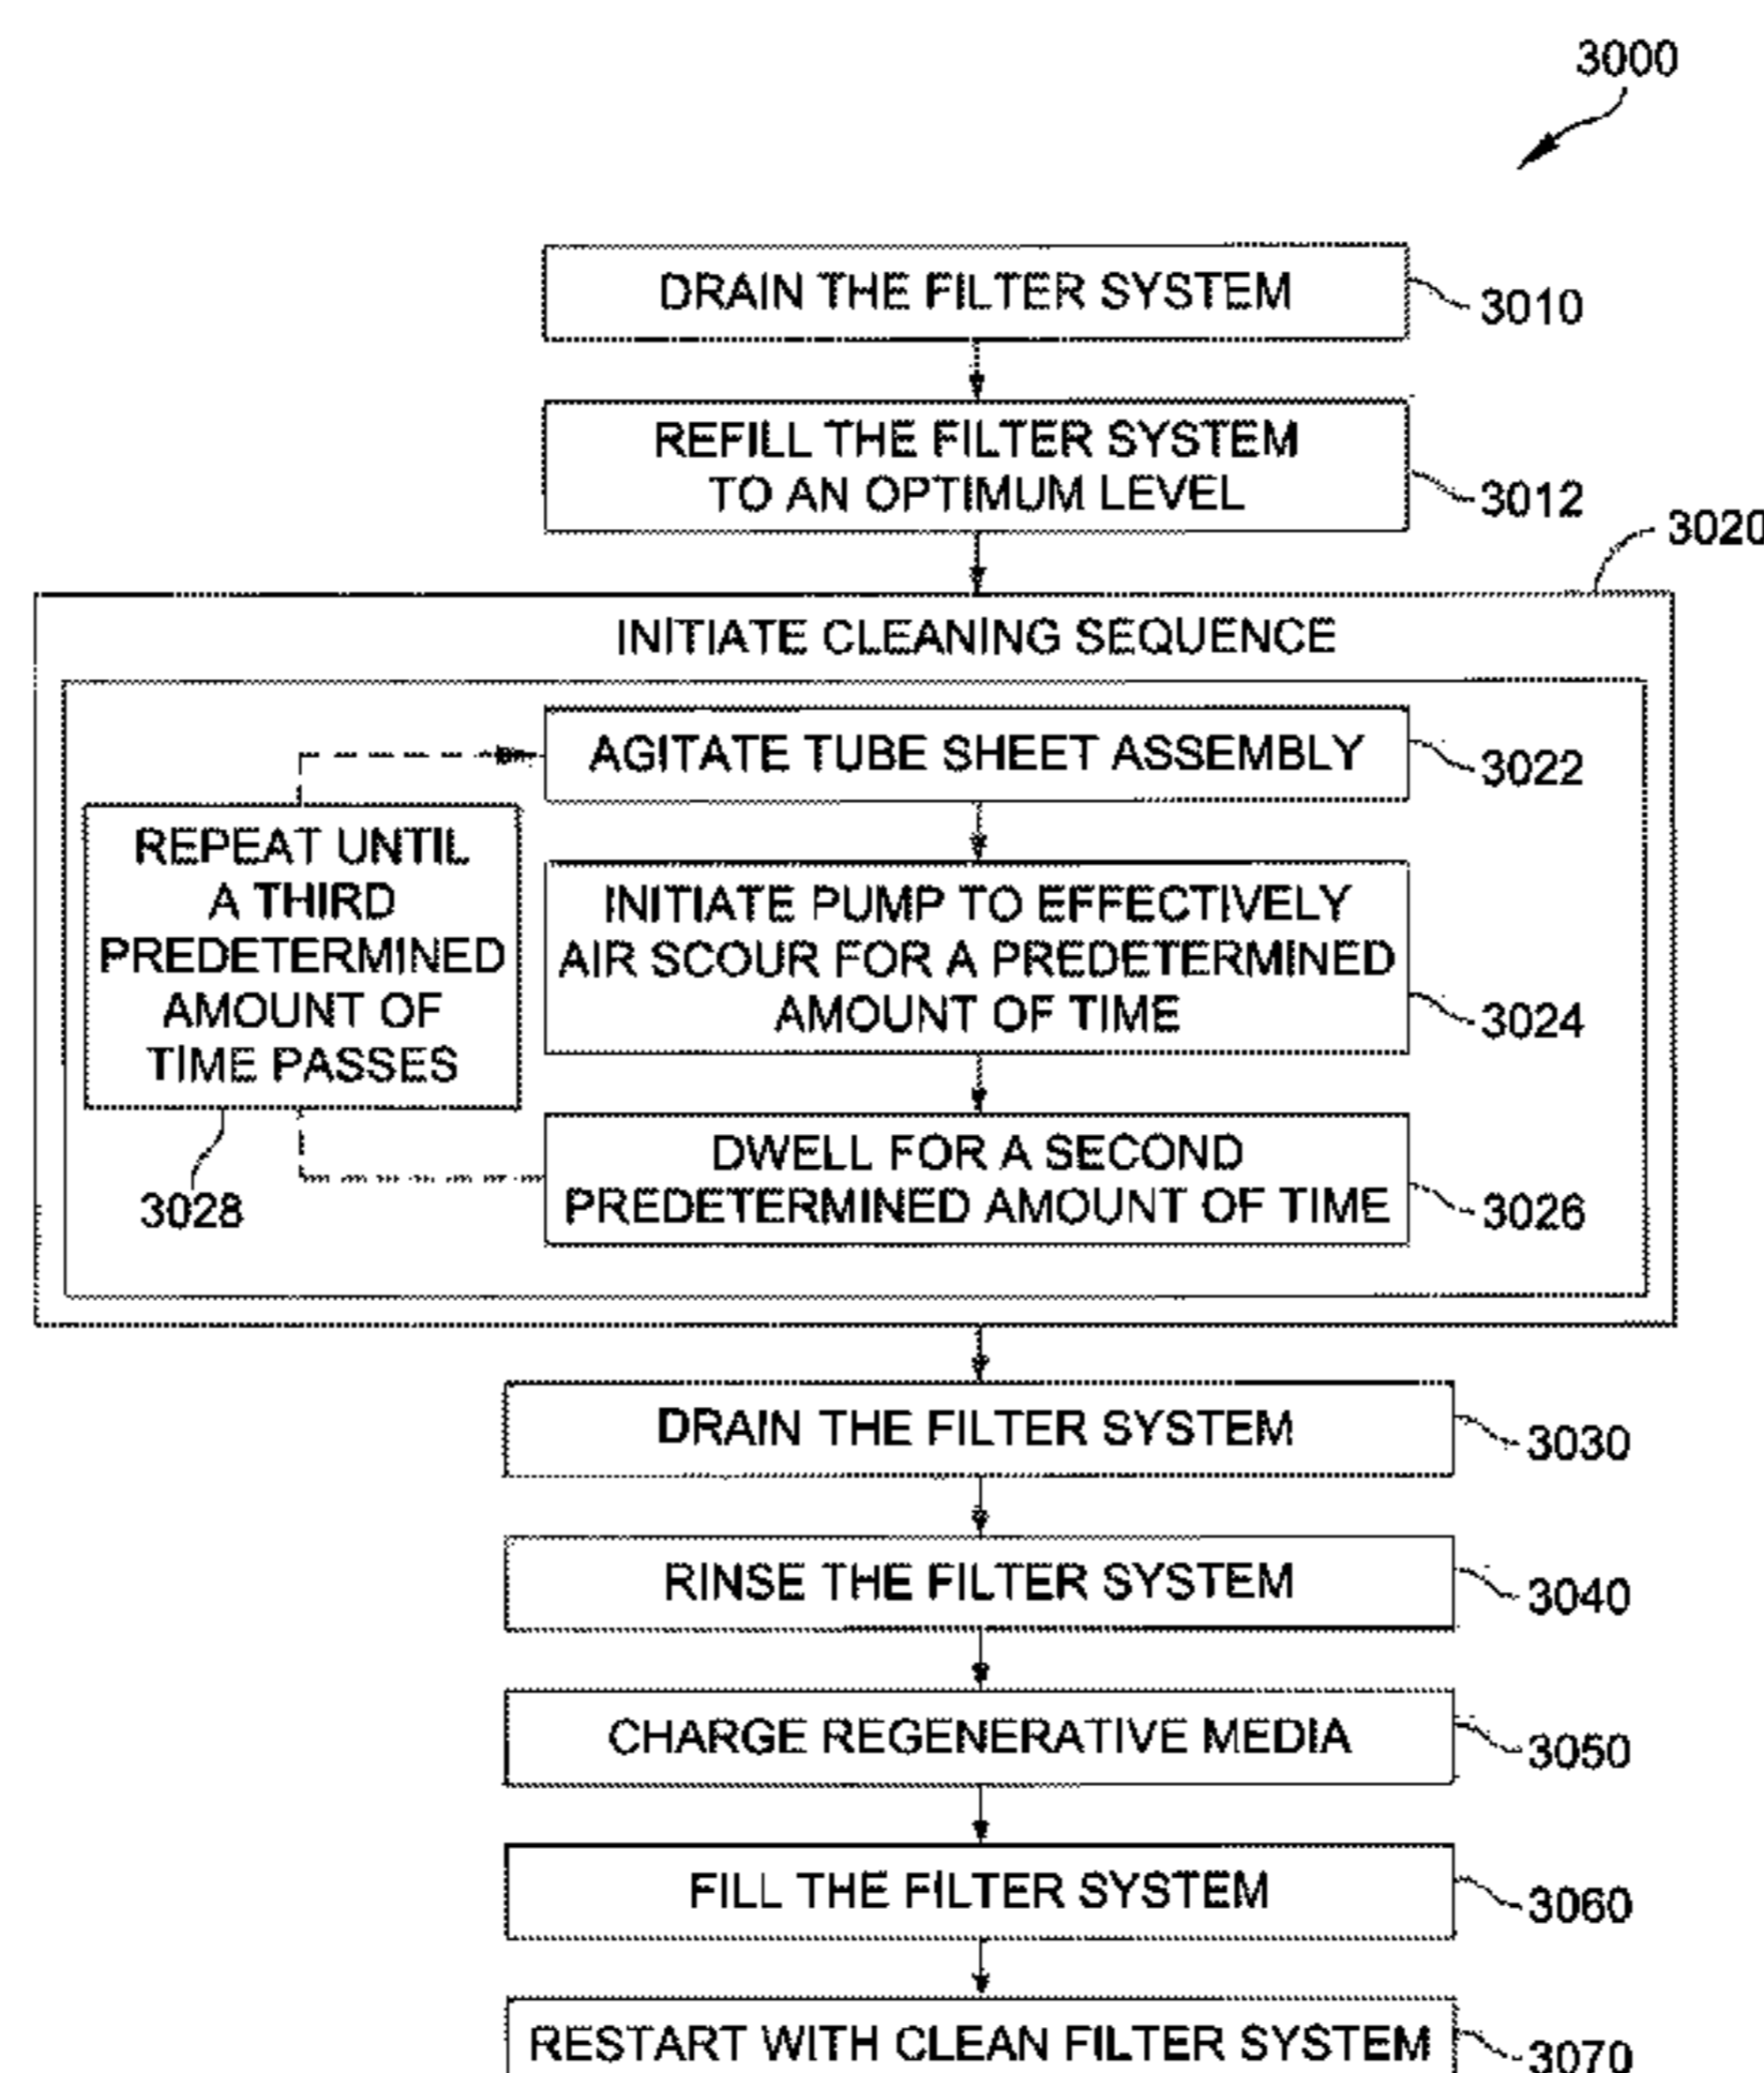 3000
DRAIN THE FILTER SYSTEM
3010
REFILL THE FILTER SYSTEM
TO AN OPTIMUM LEVEL
3012
3020
INITIATE CLEANING SEQUENCE
AGITATE TUBE SHEET ASSEMBLY
3022
REPEAT UNTIL
A THIRD
PREDETERMINED
AMOUNT OF
TIME PASSES
3028
INITIATE PUMP TO EFFECTIVELY
AIR SCOUR FOR A PREDETERMINED
AMOUNT OF TIME
3024
DWELL FOR A SECOND
PREDETERMINED AMOUNT OF TIME
3026
DRAIN THE FILTER SYSTEM
3030
RINSE THE FILTER SYSTEM
3040
CHARGE REGENERATIVE MEDIA
3050
FILL THE FILTER SYSTEM
3060
RESTART WITH CLEAN FILTER SYSTEM
3070